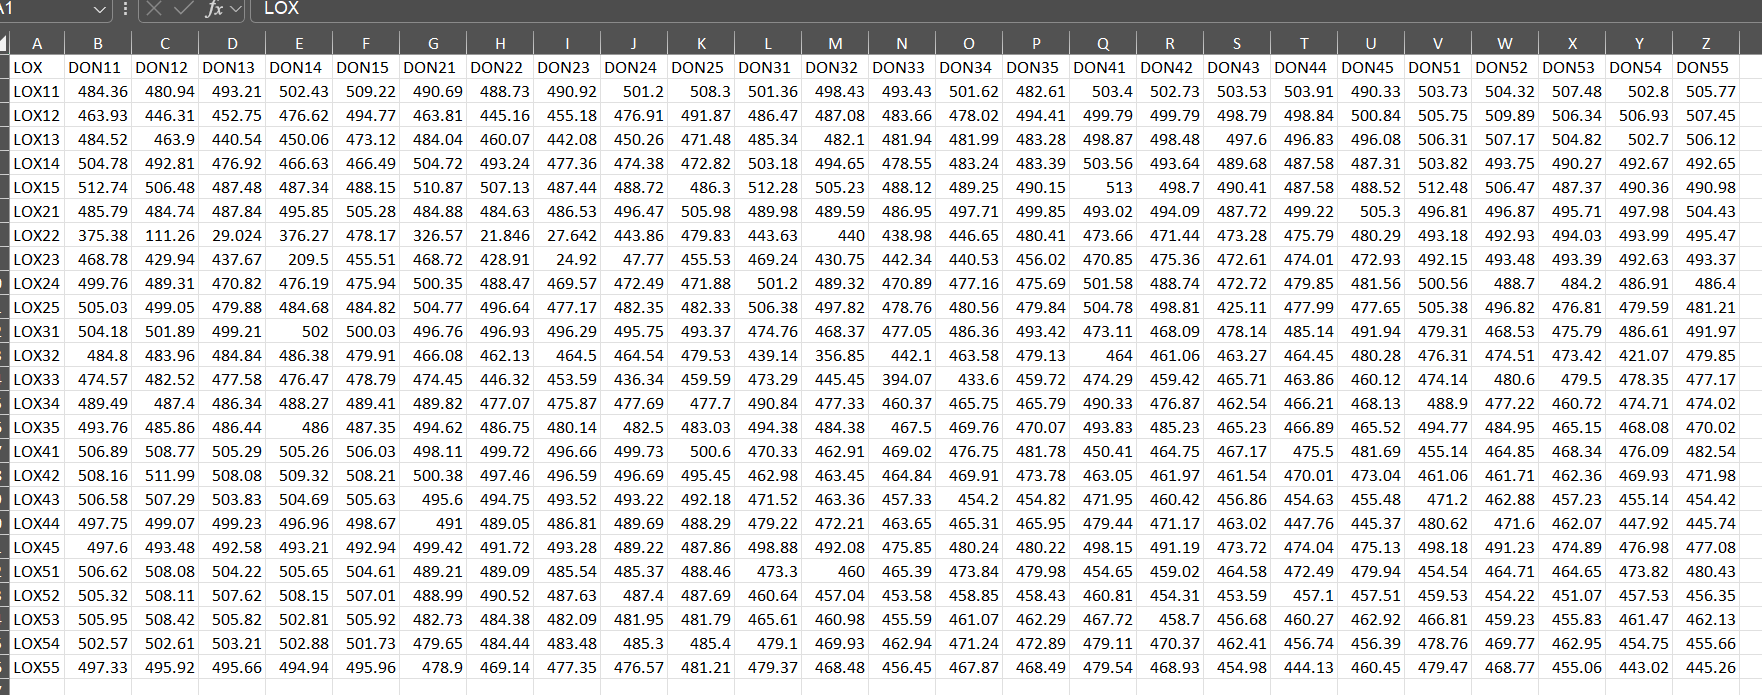 A1 fx LOX
A B C D E F G H I J K L M N O P Q R S T U V W X Y Z
LOX DON11 DON12 DON13 DON14 DON15 DON21 DON22 DON23 DON24 DON25 DON31 DON32 DON33 DON34 DON35 DON41 DON42 DON43 DON44 DON45 DON51 DON52 DON53 DON54 DON55
LOX11 484.36 480.94 493.21 502.43 509.22 490.69 488.73 490.92 501.2 508.3 501.36 498.43 493.43 501.62 482.61 503.4 502.73 503.53 503.91 490.33 503.73 504.32 507.48 502.8 505.77
LOX12 463.93 446.31 452.75 476.62 494.77 463.81 445.16 455.18 476.91 491.87 486.47 487.08 483.66 478.02 494.41 499.79 499.79 498.79 498.84 500.84 505.75 509.89 506.34 506.93 507.45
LOX13 484.52 463.9 440.54 450.06 473.12 484.04 460.07 442.08 450.26 471.48 485.34 482.1 481.94 481.99 483.28 498.87 498.48 497.6 496.83 496.08 506.31 507.17 504.82 502.7 506.12
LOX14 504.78 492.81 476.92 466.63 466.49 504.72 493.24 477.36 474.38 472.82 503.18 494.65 478.55 483.24 483.39 503.56 493.64 489.68 487.58 487.31 503.82 493.75 490.27 492.67 492.65
LOX15 512.74 506.48 487.48 487.34 488.15 510.87 507.13 487.44 488.72 486.3 512.28 505.23 488.12 489.25 490.15 513 498.7 490.41 487.58 488.52 512.48 506.47 487.37 490.36 490.98
LOX21 485.79 484.74 487.84 495.85 505.28 484.88 484.63 486.53 496.47 505.98 489.98 489.59 486.95 497.71 499.85 493.02 494.09 487.72 499.22 505.3 496.81 496.87 495.71 497.98 504.43
LOX22 375.38 111.26 29.024 376.27 478.17 326.57 21.846 27.642 443.86 479.83 443.63 440 438.98 446.65 480.41 473.66 471.44 473.28 475.79 480.29 493.18 492.93 494.03 493.99 495.47
LOX23 468.78 429.94 437.67 209.5 455.51 468.72 428.91 24.92 47.77 455.53 469.24 430.75 442.34 440.53 456.02 470.85 475.36 472.61 474.01 472.93 492.15 493.48 493.39 492.63 493.37
LOX24 499.76 489.31 470.82 476.19 475.94 500.35 488.47 469.57 472.49 471.88 501.2 489.32 470.89 477.16 475.69 501.58 488.74 472.72 479.85 481.56 500.56 488.7 484.2 486.91 486.4
LOX25 505.03 499.05 479.88 484.68 484.82 504.77 496.64 477.17 482.35 482.33 506.38 497.82 478.76 480.56 479.84 504.78 498.81 425.11 477.99 477.65 505.38 496.82 476.81 479.59 481.21
LOX31 504.18 501.89 499.21 502 500.03 496.76 496.93 496.29 495.75 493.37 474.76 468.37 477.05 486.36 493.42 473.11 468.09 478.14 485.14 491.94 479.31 468.53 475.79 486.61 491.97
LOX32 484.8 483.96 484.84 486.38 479.91 466.08 462.13 464.5 464.54 479.53 439.14 356.85 442.1 463.58 479.13 464 461.06 463.27 464.45 480.28 476.31 474.51 473.42 421.07 479.85
LOX33 474.57 482.52 477.58 476.47 478.79 474.45 446.32 453.59 436.34 459.59 473.29 445.45 394.07 433.6 459.72 474.29 459.42 465.71 463.86 460.12 474.14 480.6 479.5 478.35 477.17
LOX34 489.49 487.4 486.34 488.27 489.41 489.82 477.07 475.87 477.69 477.7 490.84 477.33 460.37 465.75 465.79 490.33 476.87 462.54 466.21 468.13 488.9 477.22 460.72 474.71 474.02
LOX35 493.76 485.86 486.44 486 487.35 494.62 486.75 480.14 482.5 483.03 494.38 484.38 467.5 469.76 470.07 493.83 485.23 465.23 466.89 465.52 494.77 484.95 465.15 468.08 470.02
LOX41 506.89 508.77 505.29 505.26 506.03 498.11 499.72 496.66 499.73 500.6 470.33 462.91 469.02 476.75 481.78 450.41 464.75 467.17 475.5 481.69 455.14 464.85 468.34 476.09 482.54
LOX42 508.16 511.99 508.08 509.32 508.21 500.38 497.46 496.59 496.69 495.45 462.98 463.45 464.84 469.91 473.78 463.05 461.97 461.54 470.01 473.04 461.06 461.71 462.36 469.93 471.98
LOX43 506.58 507.29 503.83 504.69 505.63 495.6 494.75 493.52 493.22 492.18 471.52 463.36 457.33 454.2 454.82 471.95 460.42 456.86 454.63 455.48 471.2 462.88 457.23 455.14 454.42
LOX44 497.75 499.07 499.23 496.96 498.67 491 489.05 486.81 489.69 488.29 479.22 472.21 463.65 465.31 465.95 479.44 471.17 463.02 447.76 445.37 480.62 471.6 462.07 447.92 445.74
LOX45 497.6 493.48 492.58 493.21 492.94 499.42 491.72 493.28 489.22 487.86 498.88 492.08 475.85 480.24 480.22 498.15 491.19 473.72 474.04 475.13 498.18 491.23 474.89 476.98 477.08
LOX51 506.62 508.08 504.22 505.65 504.61 489.21 489.09 485.54 485.37 488.46 473.3 460 465.39 473.84 479.98 454.65 459.02 464.58 472.49 479.94 454.54 464.71 464.65 473.82 480.43
LOX52 505.32 508.11 507.62 508.15 507.01 488.99 490.52 487.63 487.4 487.69 460.64 457.04 453.58 458.85 458.43 460.81 454.31 453.59 457.1 457.51 459.53 454.22 451.07 457.53 456.35
LOX53 505.95 508.42 505.82 502.81 505.92 482.73 484.38 482.09 481.95 481.79 465.61 460.98 455.59 461.07 462.29 467.72 458.7 456.68 460.27 462.92 466.81 459.23 455.83 461.47 462.13
LOX54 502.57 502.61 503.21 502.88 501.73 479.65 484.44 483.48 485.3 485.4 479.1 469.93 462.94 471.24 472.89 479.11 470.37 462.41 456.74 456.39 478.76 469.77 462.95 454.75 455.66
LOX55 497.33 495.92 495.66 494.94 495.96 478.9 469.14 477.35 476.57 481.21 479.37 468.48 456.45 467.87 468.49 479.54 468.93 454.98 444.13 460.45 479.47 468.77 455.06 443.02 445.26